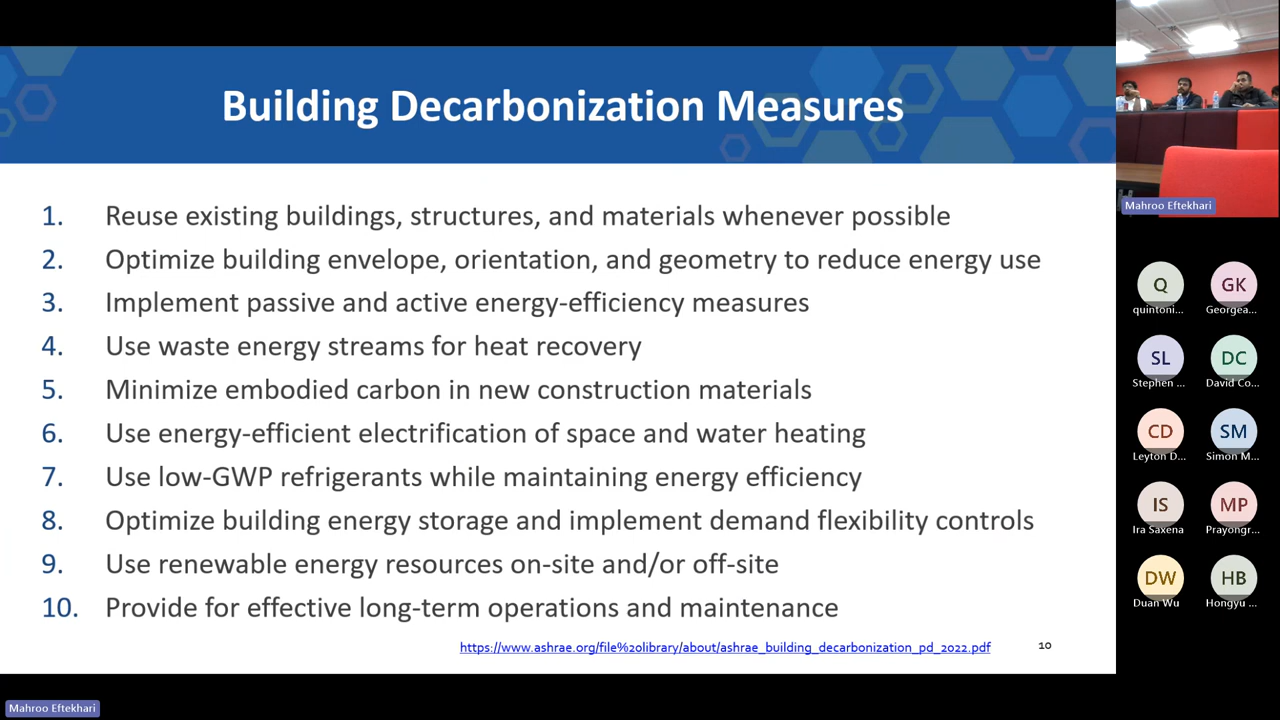 Building Decarbonization Measures
1. Reuse existing buildings, structures, and materials whenever possible
2. Optimize building envelope, orientation, and geometry to reduce energy use
3. Implement passive and active energy-efficiency measures
4. Use waste energy streams for heat recovery
5. Minimize embodied carbon in new construction materials
6. Use energy-efficient electrification of space and water heating
7. Use low-GWP refrigerants while maintaining energy efficiency
8. Optimize building energy storage and implement demand flexibility controls
9. Use renewable energy resources on-site and/or off-site
10. Provide for effective long-term operations and maintenance
https://www.ashrae.org/file%20library/about/ashrae_building_decarbonization_pd_2022.pdf
10
Mahroo Eftekhari
Q
quintoni...
GK
Georgea...
SL
Stephen ...
DC
David Co...
CD
Leyton D...
SM
Simon M...
IS
Ira Saxena
MP
Prayongr...
DW
Duan Wu
HB
Hongyu ...
Mahroo Eftekhari